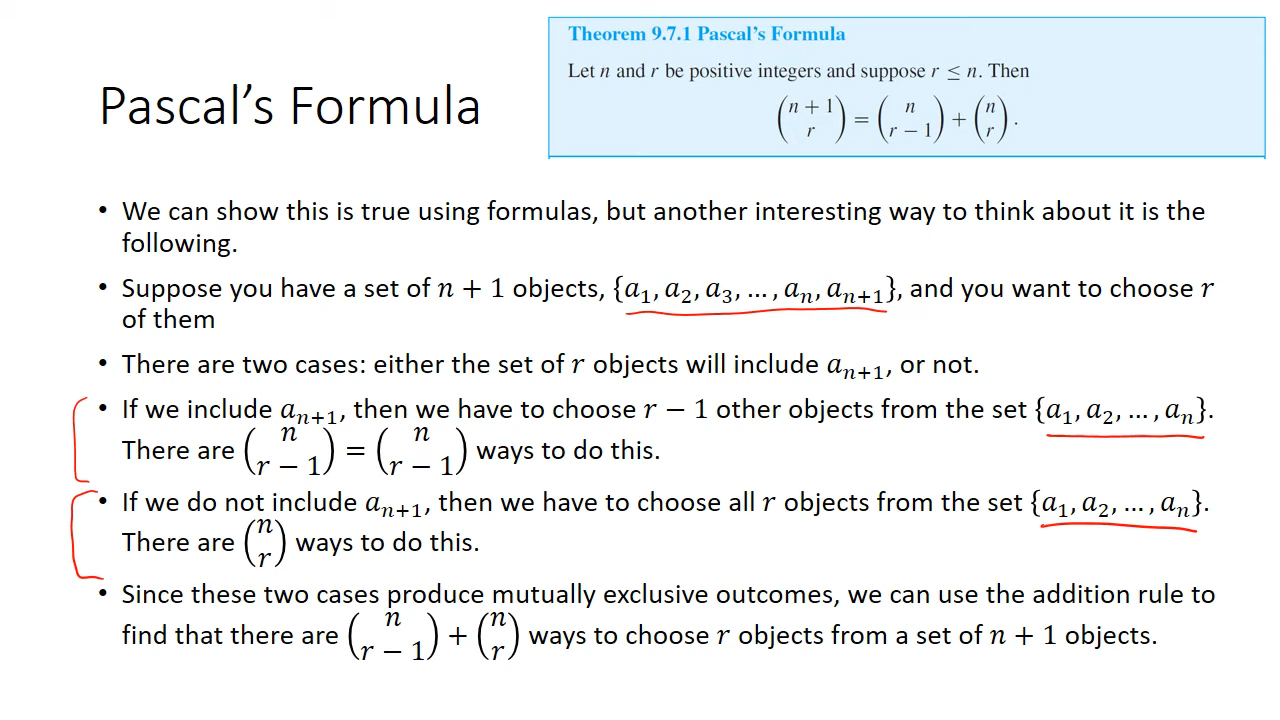 Theorem 9.7.1 Pascal's Formula
Let n and r be positive integers and suppose r ≤ n. Then
(n + 1 / r) = (n / r − 1) + (n / r).
Pascal's Formula
• We can show this is true using formulas, but another interesting way to think about it is the
following.
• Suppose you have a set of n + 1 objects, {a₁, a₂, a₃, … , aₙ, aₙ₊₁}, and you want to choose r
of them
• There are two cases: either the set of r objects will include aₙ₊₁, or not.
• If we include aₙ₊₁, then we have to choose r − 1 other objects from the set {a₁, a₂, … , aₙ}.
There are (n / r − 1) = (n / r − 1) ways to do this.
• If we do not include aₙ₊₁, then we have to choose all r objects from the set {a₁, a₂, … , aₙ}.
There are (n / r) ways to do this.
• Since these two cases produce mutually exclusive outcomes, we can use the addition rule to
find that there are (n / r − 1) + (n / r) ways to choose r objects from a set of n + 1 objects.